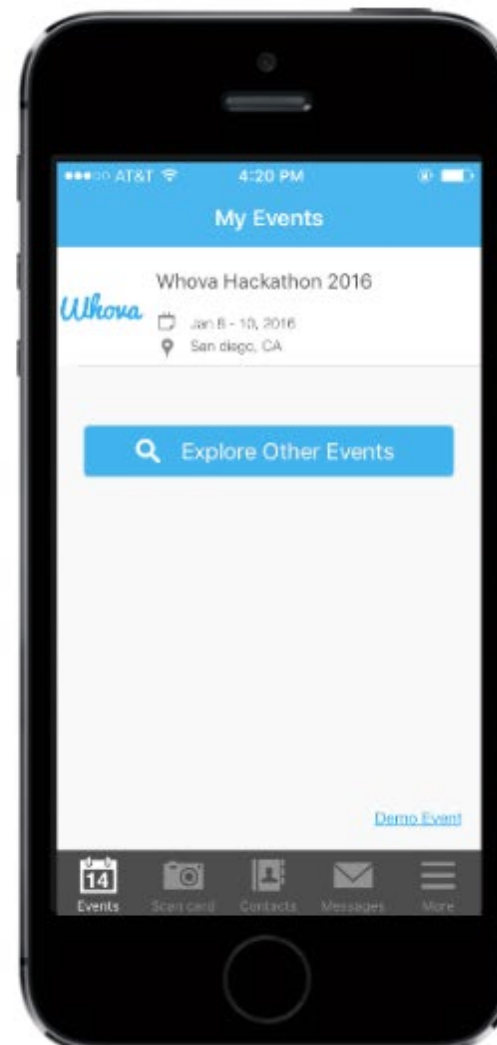 AT&T 4:20 PM
My Events
Whova Hackathon 2016
Whova
Jan 8 - 10, 2016
San diego, CA
Explore Other Events
Demo Event
14
Events Scan card Contacts Messages More